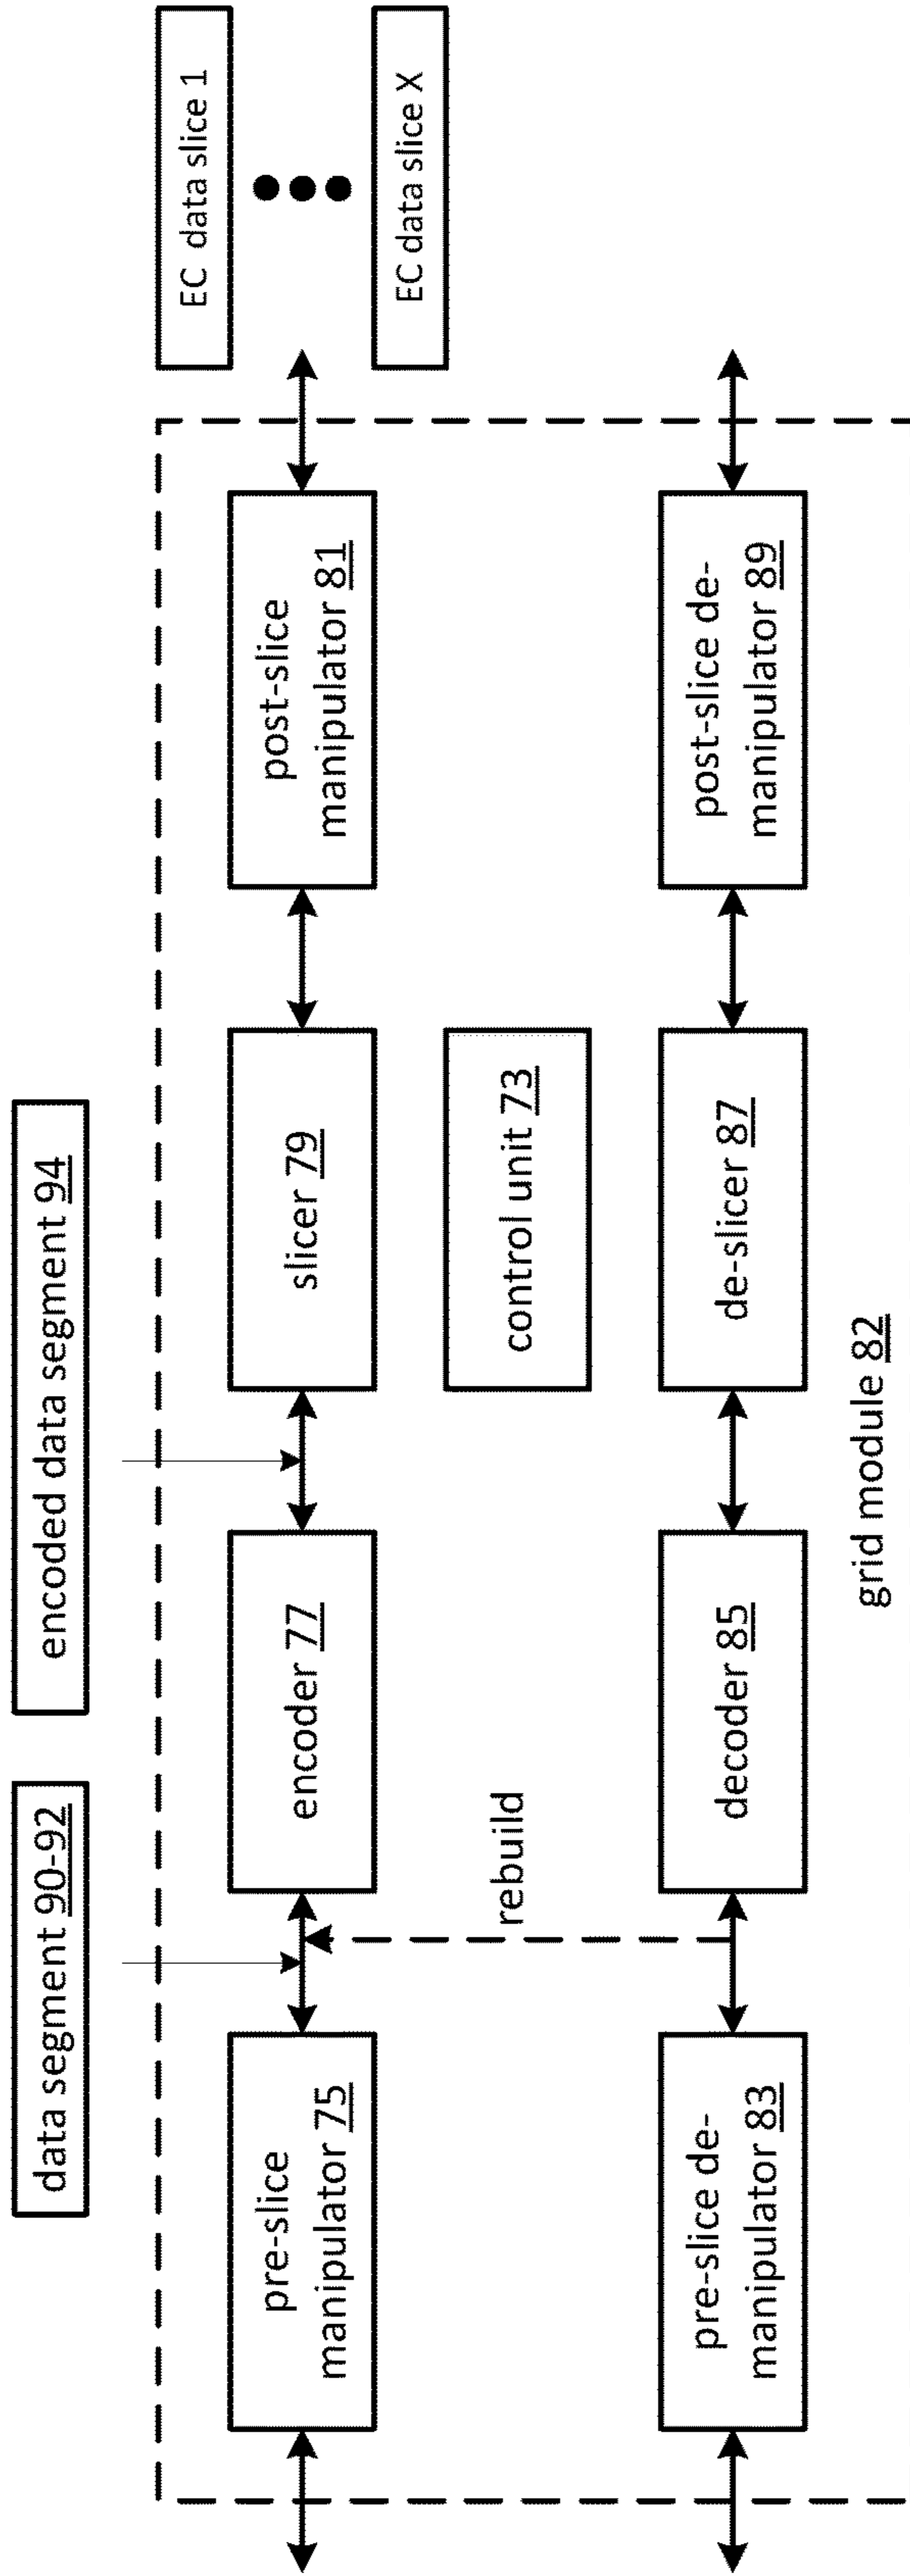 data segment 90-92
encoded data segment 94
EC data slice 1
EC data slice X
pre-slice
manipulator 75
encoder 77
slicer 79
post-slice
manipulator 81
rebuild
control unit 73
pre-slice de-
manipulator 83
decoder 85
de-slicer 87
post-slice de-
manipulator 89
grid module 82